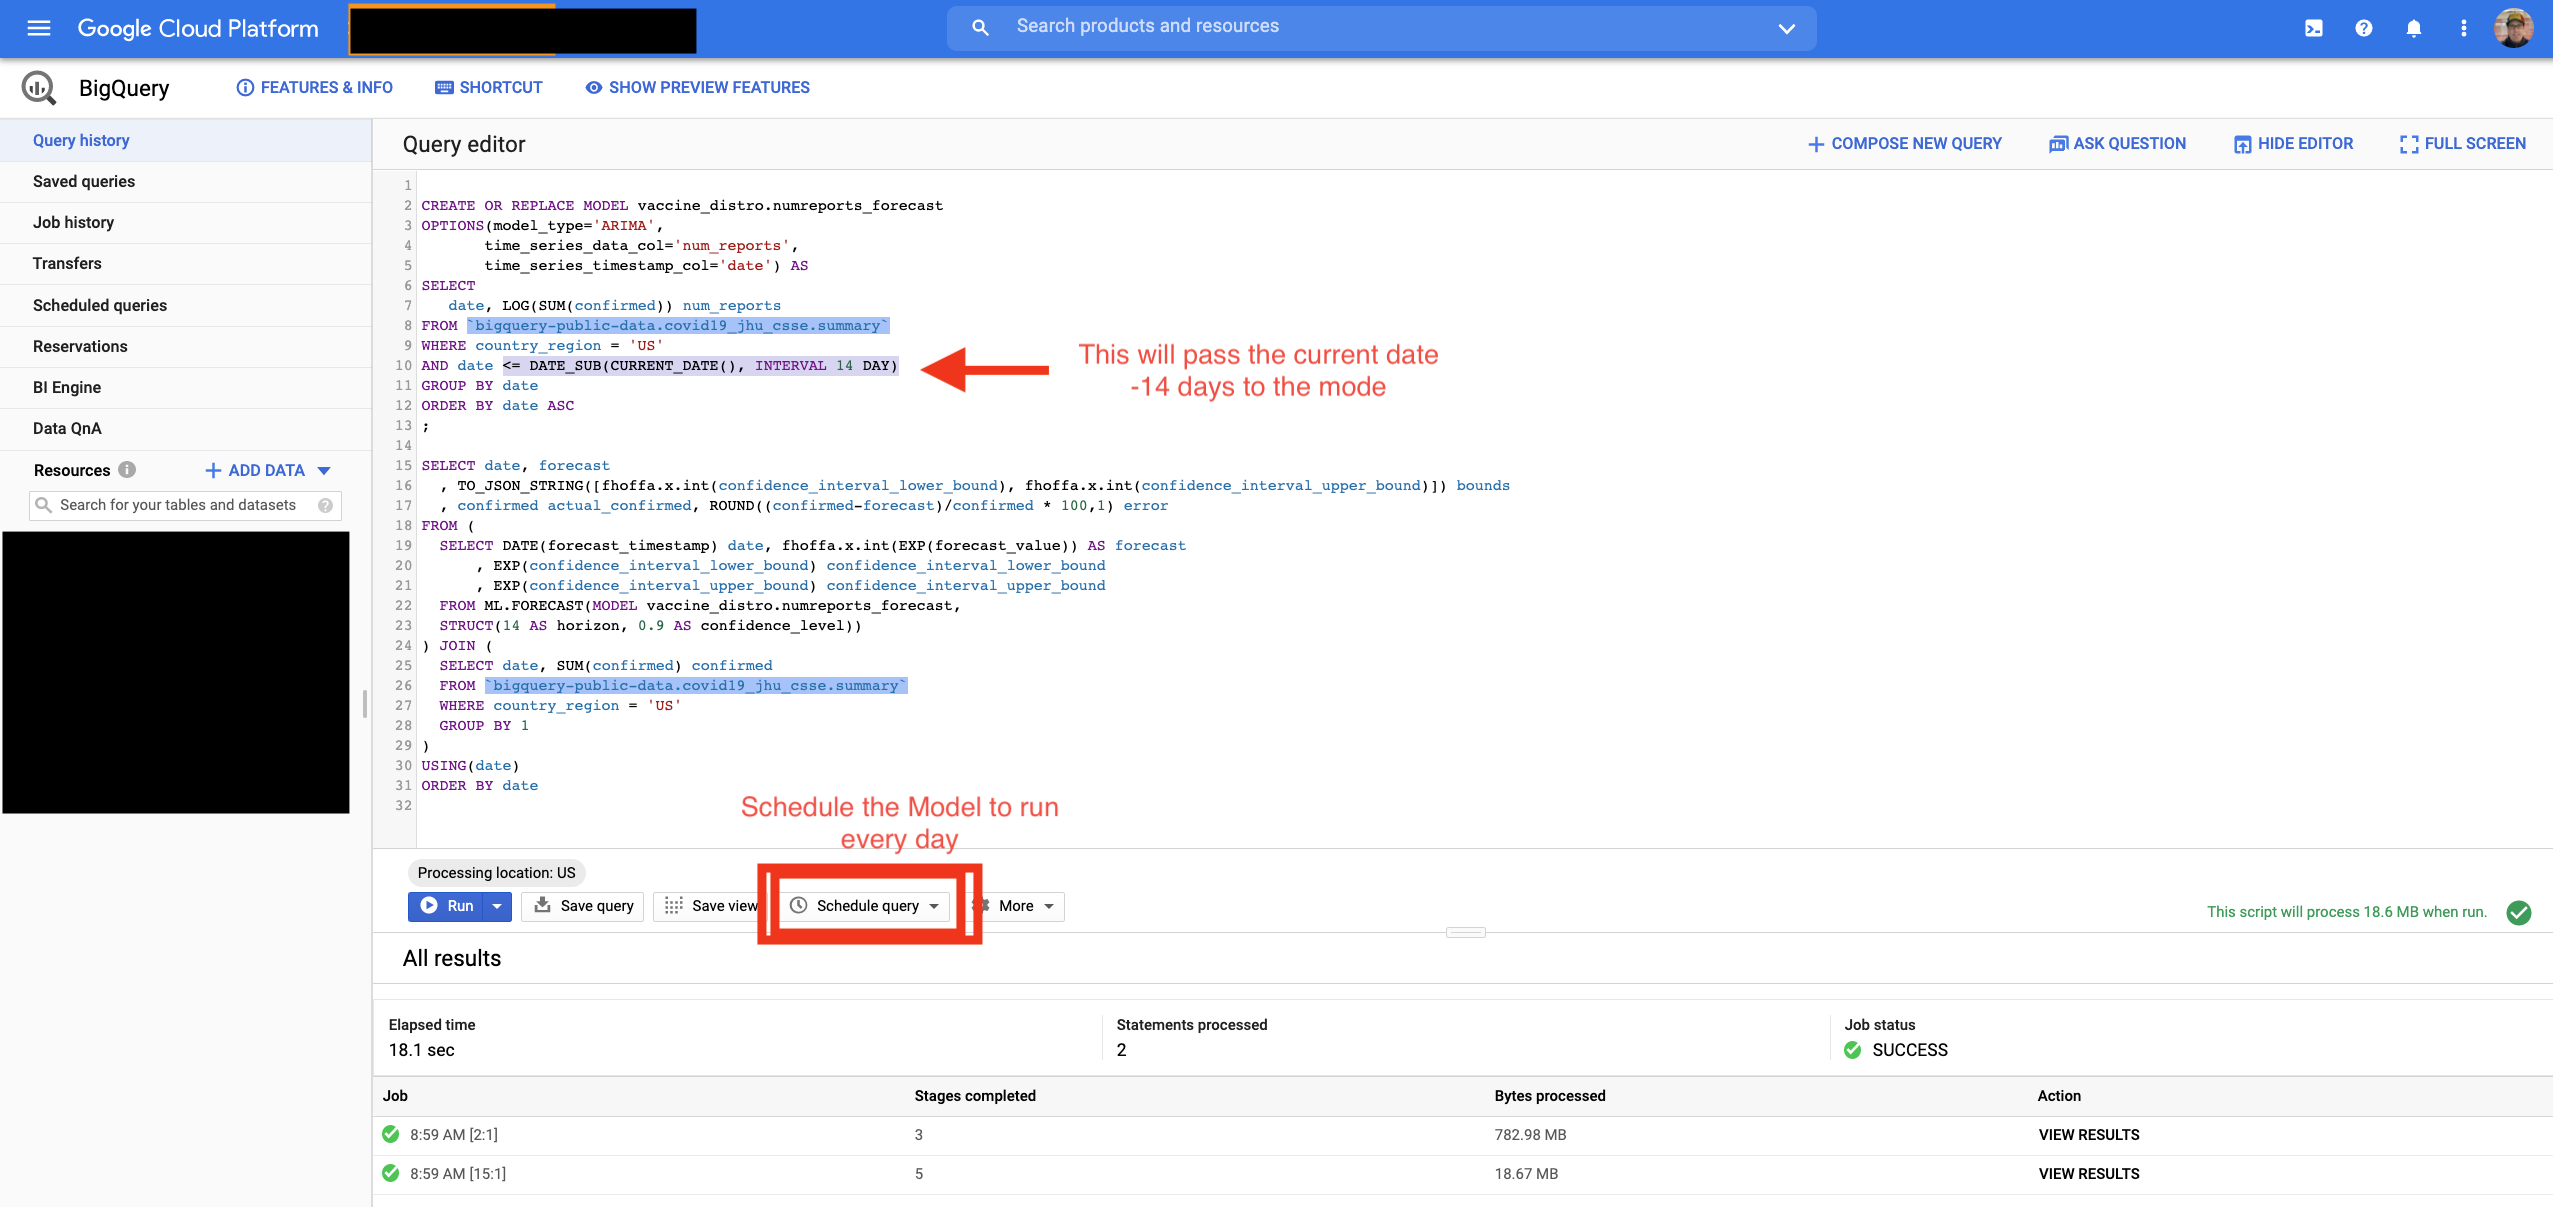 Google Cloud Platform
Search products and resources
BigQuery
FEATURES & INFO
SHORTCUT
SHOW PREVIEW FEATURES
Query history
Saved queries
Job history
Transfers
Scheduled queries
Reservations
BI Engine
Data QnA
Resources
ADD DATA
Search for your tables and datasets
Query editor
COMPOSE NEW QUERY
ASK QUESTION
HIDE EDITOR
FULL SCREEN
1
2 CREATE OR REPLACE MODEL vaccine_distro.numreports_forecast
3 OPTIONS(model_type='ARIMA',
4 time_series_data_col='num_reports',
5 time_series_timestamp_col='date') AS
6 SELECT
7 date, LOG(SUM(confirmed)) num_reports
8 FROM `bigquery-public-data.covid19_jhu_csse.summary`
9 WHERE country_region = 'US'
10 AND date <= DATE_SUB(CURRENT_DATE(), INTERVAL 14 DAY)
11 GROUP BY date
12 ORDER BY date ASC
13 ;
14
15 SELECT date, forecast
16 , TO_JSON_STRING([fhoffa.x.int(confidence_interval_lower_bound), fhoffa.x.int(confidence_interval_upper_bound)]) bounds
17 , confirmed actual_confirmed, ROUND((confirmed-forecast)/confirmed * 100,1) error
18 FROM (
19 SELECT DATE(forecast_timestamp) date, fhoffa.x.int(EXP(forecast_value)) AS forecast
20 , EXP(confidence_interval_lower_bound) confidence_interval_lower_bound
21 , EXP(confidence_interval_upper_bound) confidence_interval_upper_bound
22 FROM ML.FORECAST(MODEL vaccine_distro.numreports_forecast,
23 STRUCT(14 AS horizon, 0.9 AS confidence_level))
24 ) JOIN (
25 SELECT date, SUM(confirmed) confirmed
26 FROM `bigquery-public-data.covid19_jhu_csse.summary`
27 WHERE country_region = 'US'
28 GROUP BY 1
29 )
30 USING(date)
31 ORDER BY date
32
This will pass the current date
-14 days to the mode
Schedule the Model to run
every day
Processing location: US
Run
Save query
Save view
Schedule query
More
This script will process 18.6 MB when run.
All results
Elapsed time
18.1 sec
Statements processed
2
Job status
SUCCESS
Job Stages completed Bytes processed Action
8:59 AM [2:1] 3 782.98 MB VIEW RESULTS
8:59 AM [15:1] 5 18.67 MB VIEW RESULTS